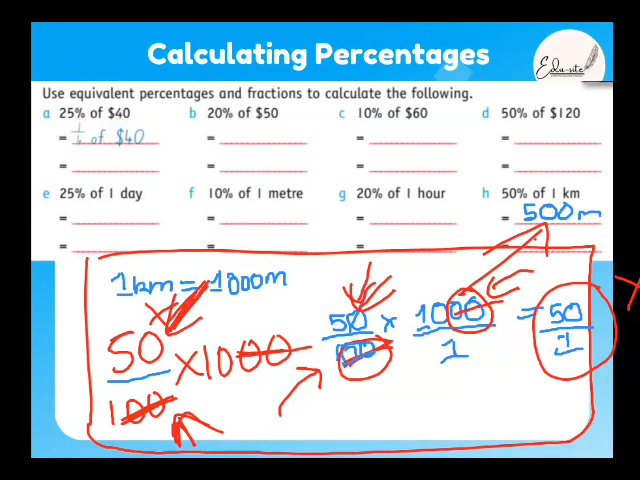 Calculating Percentages
Edu-site
Use equivalent percentages and fractions to calculate the following.
a 25% of $40 b 20% of $50 c 10% of $60 d 50% of $120
= 1/4 of $40 = = =
= = = =
e 25% of 1 day f 10% of 1 metre g 20% of 1 hour h 50% of 1 km
= = = = 500m
= = = =
1km = 1000m
50/100 × 1000
50/100 × 1000/1 = 50/1